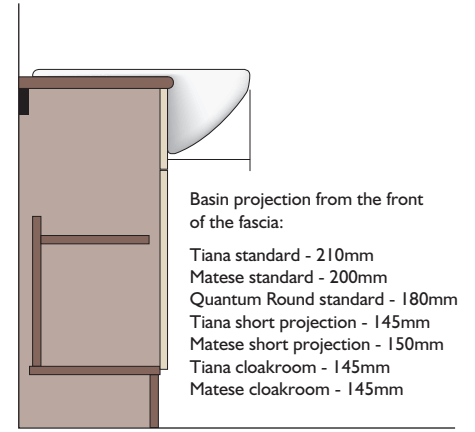 Basin projection from the front
of the fascia:
Tiana standard - 210mm
Matese standard - 200mm
Quantum Round standard - 180mm
Tiana short projection - 145mm
Matese short projection - 150mm
Tiana cloakroom - 145mm
Matese cloakroom - 145mm